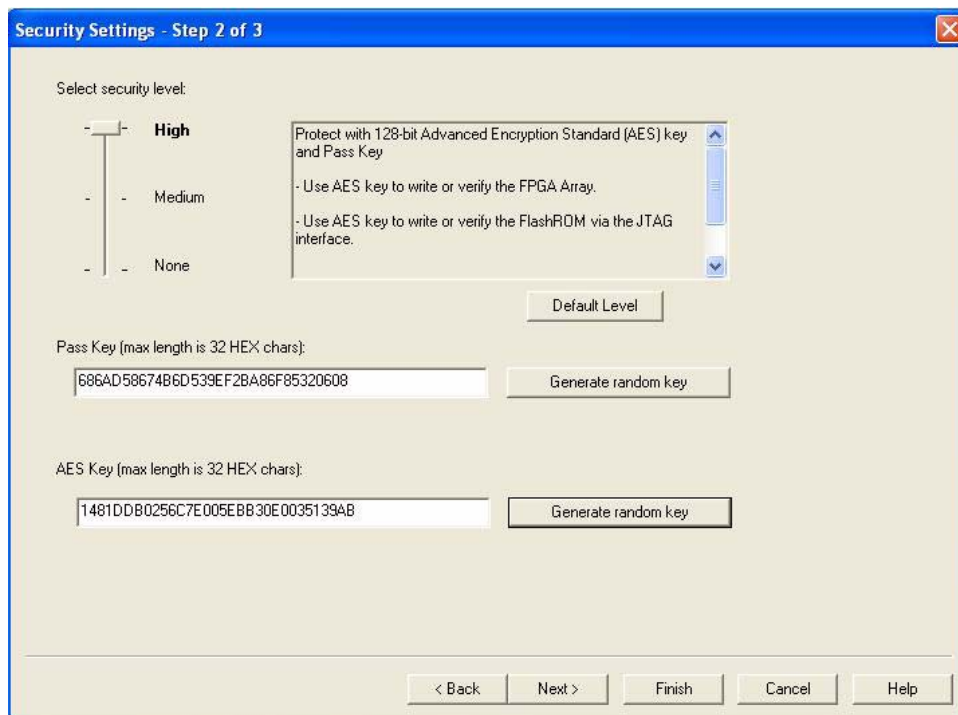 Security Settings - Step 2 of 3
Select security level:
High
Medium
None
Protect with 128-bit Advanced Encryption Standard (AES) key
and Pass Key
- Use AES key to write or verify the FPGA Array.
- Use AES key to write or verify the FlashROM via the JTAG
interface.
Default Level
Pass Key (max length is 32 HEX chars):
686AD58674B6D539EF2BA86F85320608
Generate random key
AES Key (max length is 32 HEX chars):
1481DDB0256C7E005EBB30E0035139AB
Generate random key
< Back
Next >
Finish
Cancel
Help